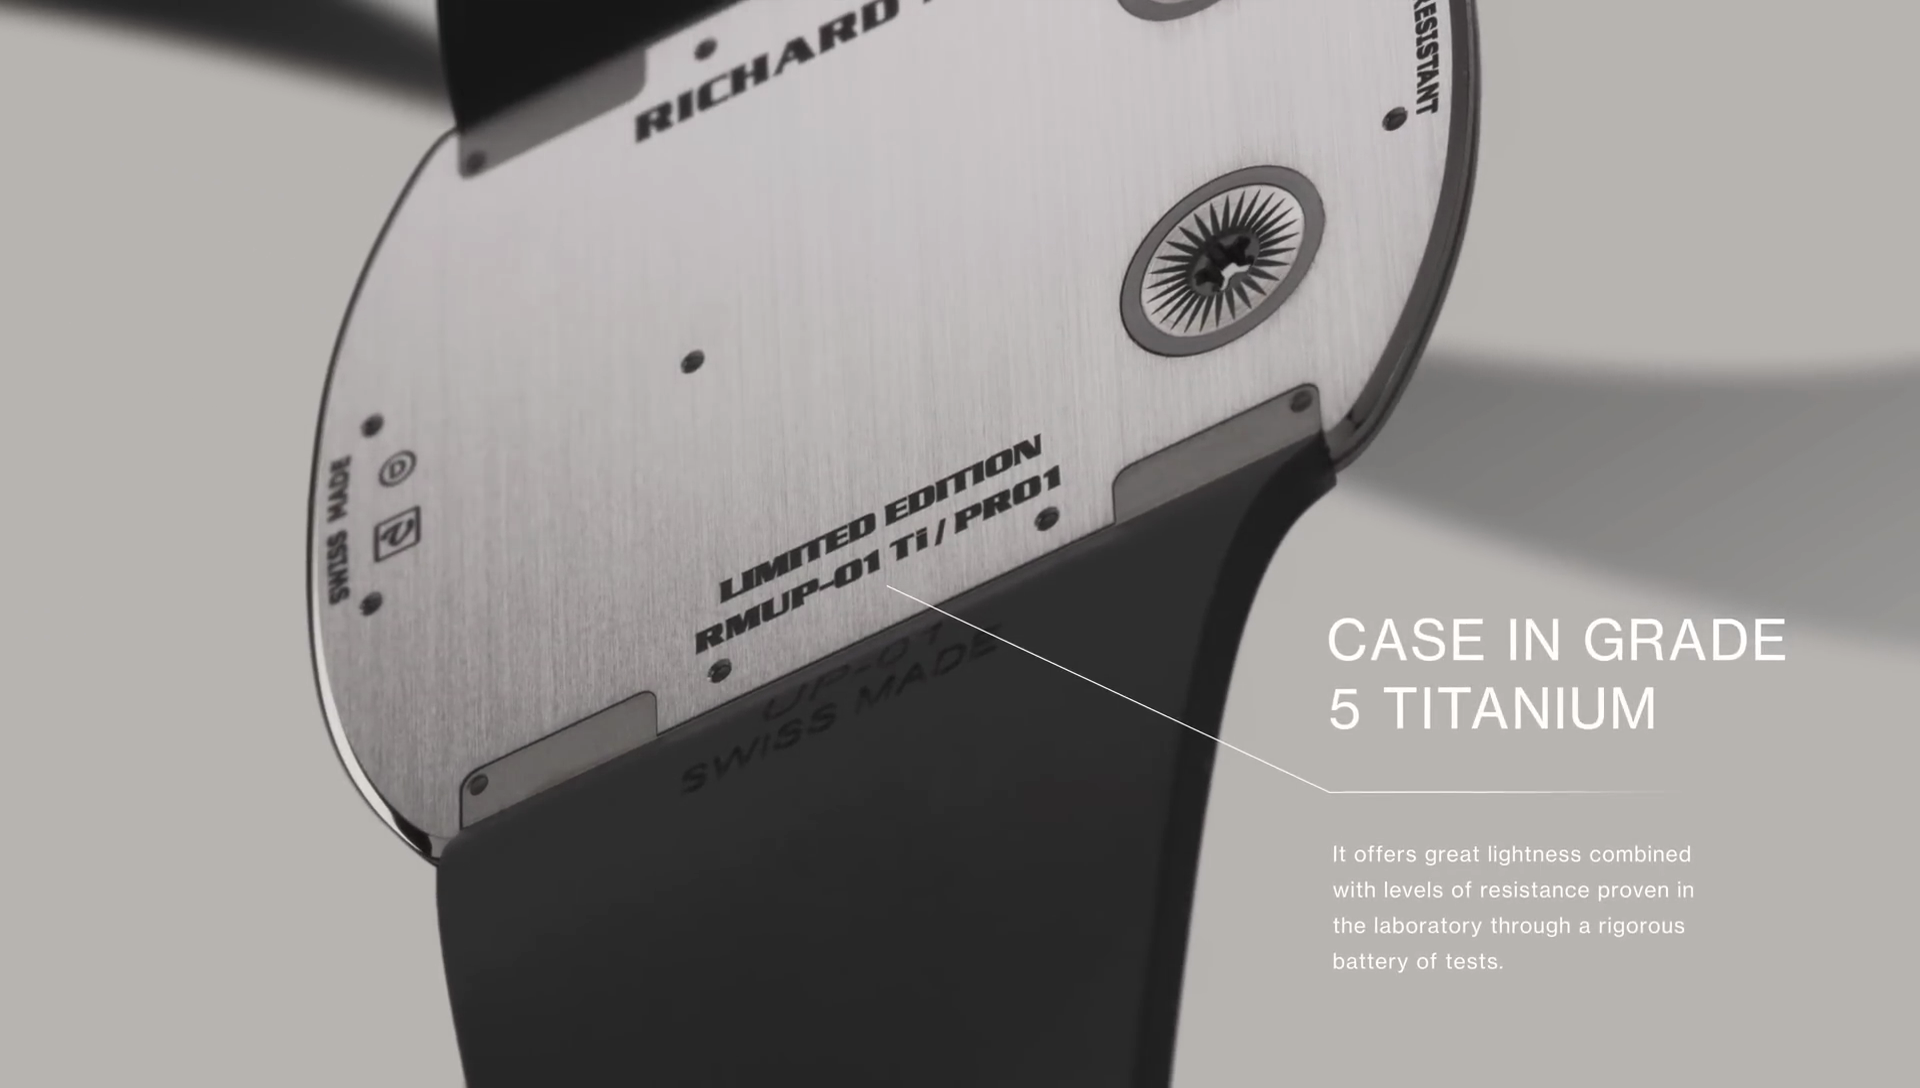 RICHARD
RESISTANT
SWISS MADE
LIMITED EDITION
RMUP-01 Ti / PR01
UP-01
SWISS MADE
CASE IN GRADE
5 TITANIUM
It offers great lightness combined
with levels of resistance proven in
the laboratory through a rigorous
battery of tests.